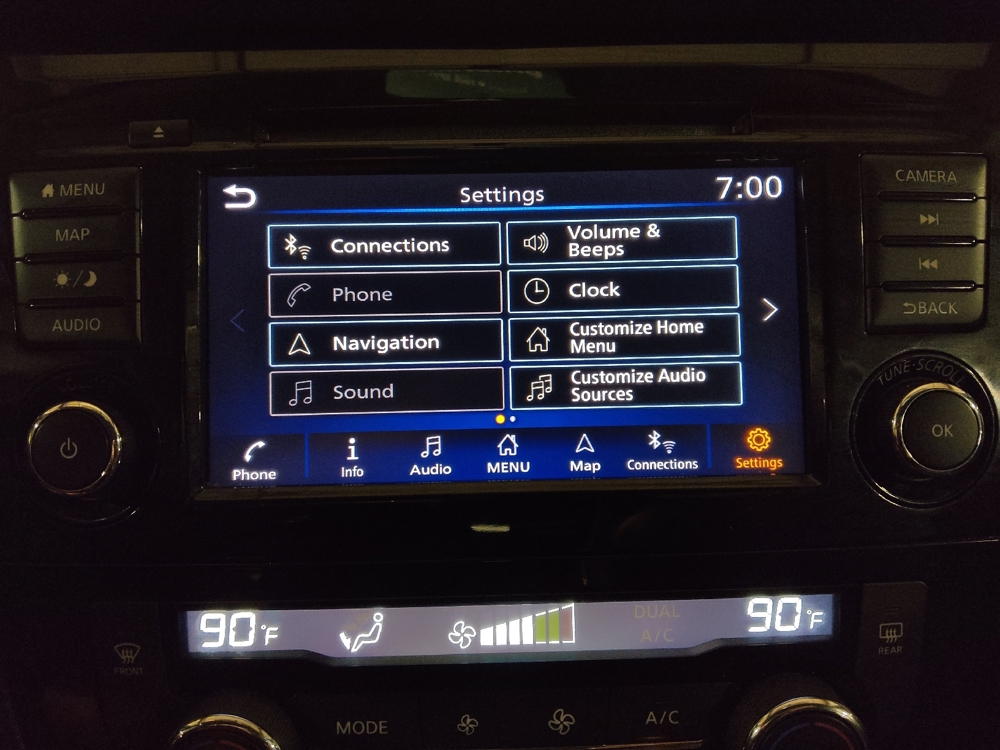 MENU
MAP
AUDIO
Settings
7:00
Connections
Volume &
Beeps
Phone
Clock
Navigation
Customize Home
Menu
Sound
Customize Audio
Sources
Phone
Info
Audio
MENU
Map
Connections
Settings
CAMERA
BACK
TUNE·SCROLL
OK
90°F
DUAL
A/C
90°F
FRONT
REAR
MODE
A/C